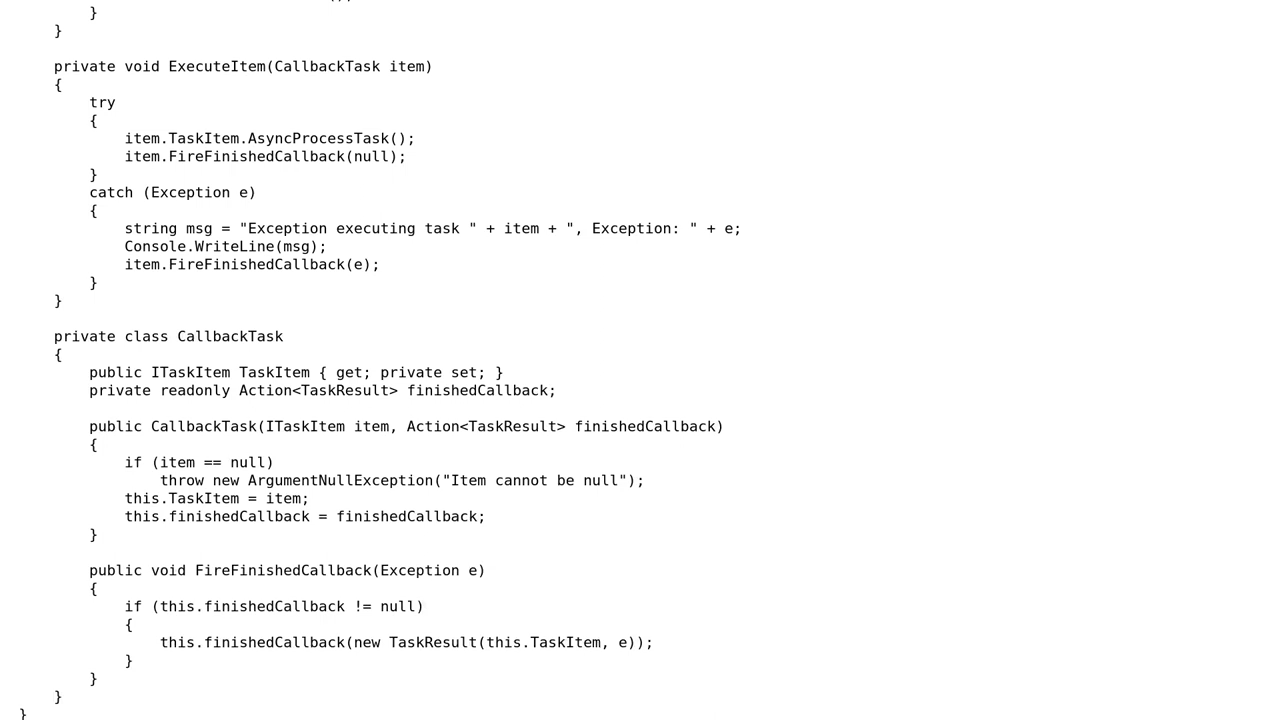 }
    }

    private void ExecuteItem(CallbackTask item)
    {
        try
        {
            item.TaskItem.AsyncProcessTask();
            item.FireFinishedCallback(null);
        }
        catch (Exception e)
        {
            string msg = "Exception executing task " + item + ", Exception: " + e;
            Console.WriteLine(msg);
            item.FireFinishedCallback(e);
        }
    }

    private class CallbackTask
    {
        public ITaskItem TaskItem { get; private set; }
        private readonly Action<TaskResult> finishedCallback;

        public CallbackTask(ITaskItem item, Action<TaskResult> finishedCallback)
        {
            if (item == null)
                throw new ArgumentNullException("Item cannot be null");
            this.TaskItem = item;
            this.finishedCallback = finishedCallback;
        }

        public void FireFinishedCallback(Exception e)
        {
            if (this.finishedCallback != null)
            {
                this.finishedCallback(new TaskResult(this.TaskItem, e));
            }
        }
    }
}